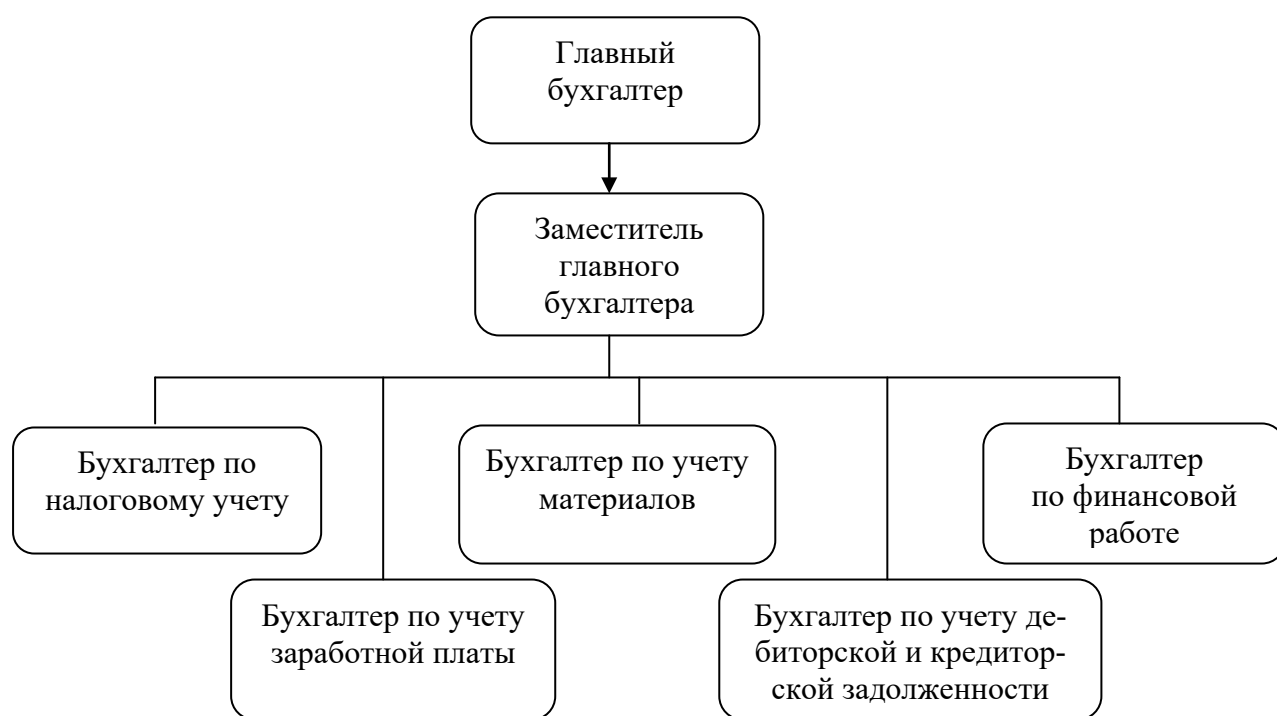 Главный
бухгалтер
Заместитель
главного
бухгалтера
Бухгалтер по
налоговому учету
Бухгалтер по учету
материалов
Бухгалтер
по финансовой
работе
Бухгалтер по учету
заработной платы
Бухгалтер по учету де-
биторской и кредитор-
ской задолженности